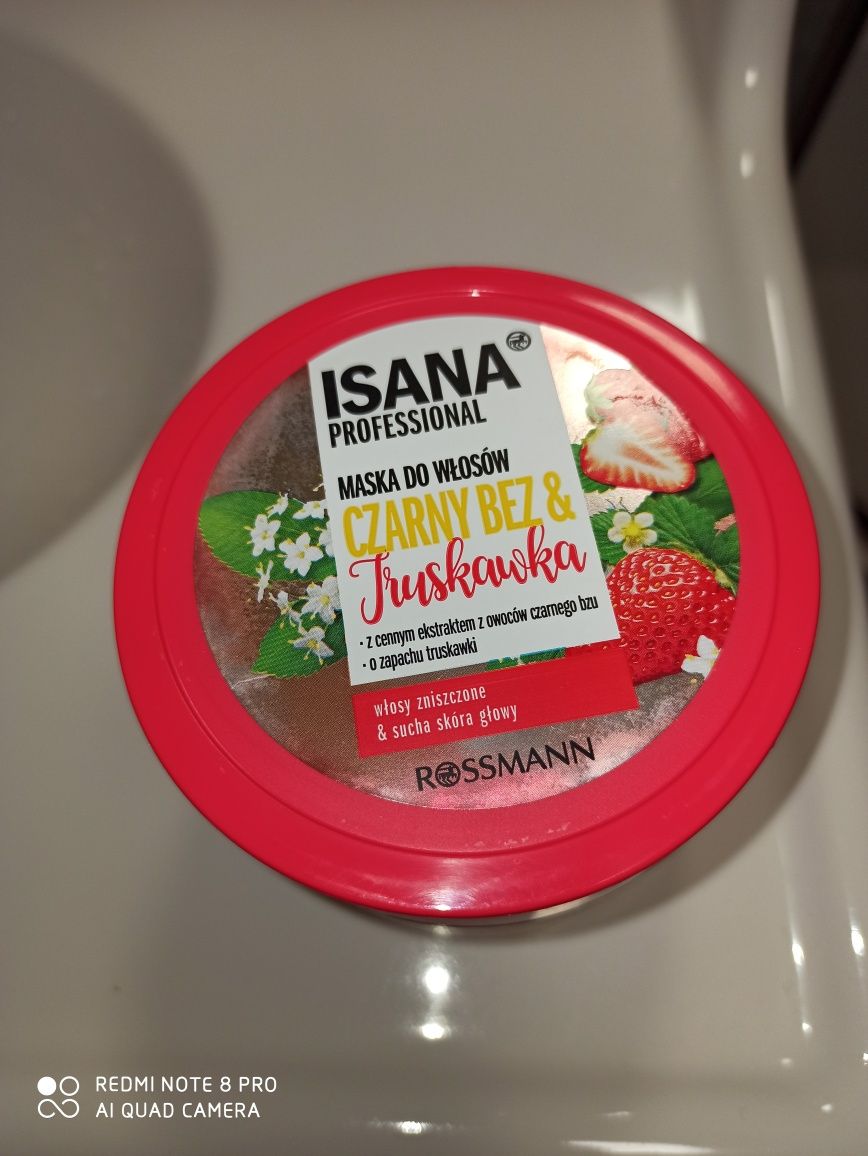 ISANA
PROFESSIONAL
MASKA DO WŁOSÓW
CZARNY BEZ &
Truskawka
· z cennym ekstraktem z owoców czarnego bzu
· o zapachu truskawki
włosy zniszczone
& sucha skóra głowy
ROSSMANN
REDMI NOTE 8 PRO
AI QUAD CAMERA